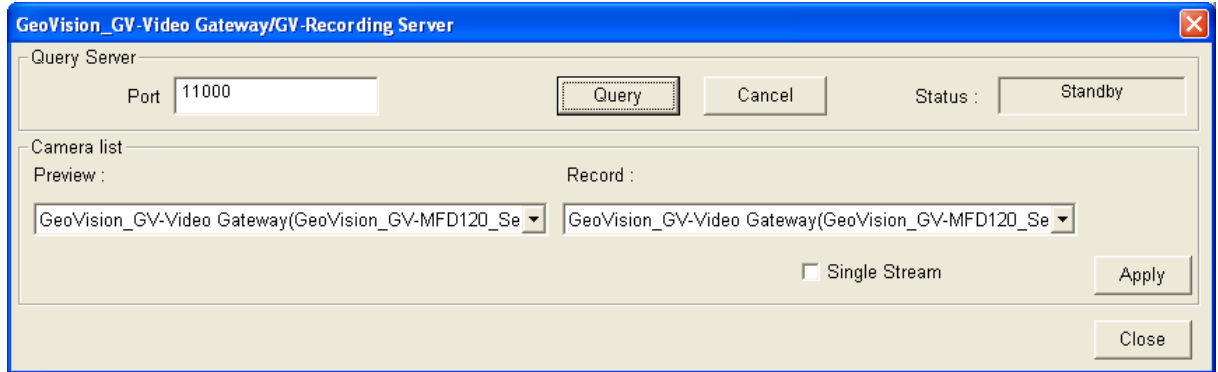 GeoVision_GV-Video Gateway/GV-Recording Server
Query Server
Port 11000 Query Cancel Status : Standby
Camera list
Preview : Record :
GeoVision_GV-Video Gateway(GeoVision_GV-MFD120_Se GeoVision_GV-Video Gateway(GeoVision_GV-MFD120_Se
Single Stream Apply
Close